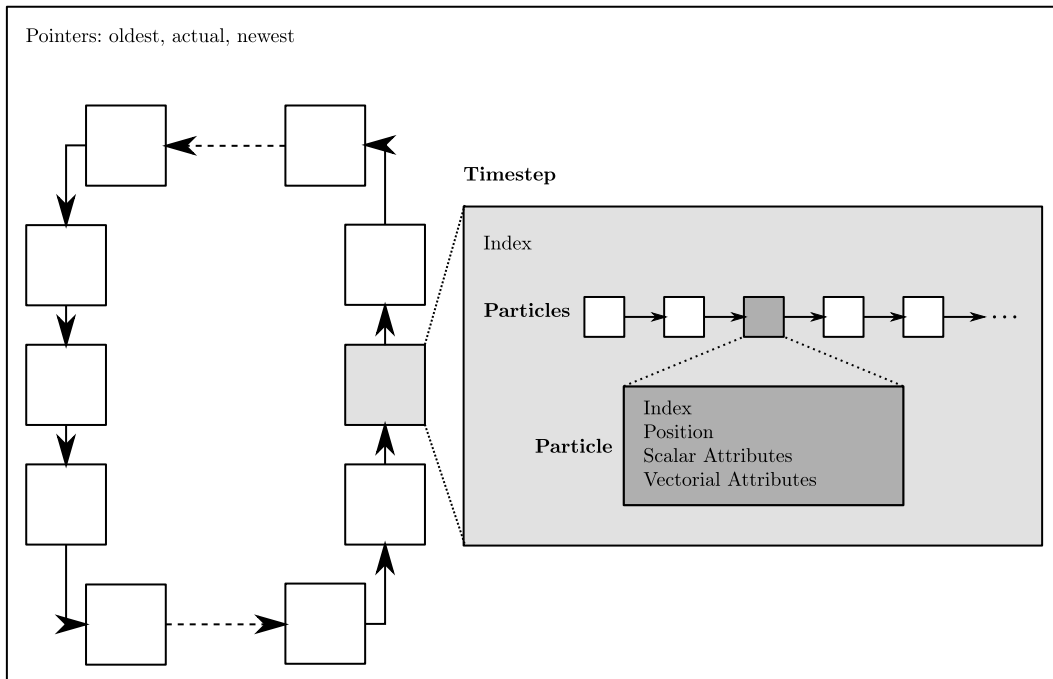 Pointers: oldest, actual, newest
Timestep
Index
Particles
...
Index
Position
Scalar Attributes
Vectorial Attributes
Particle